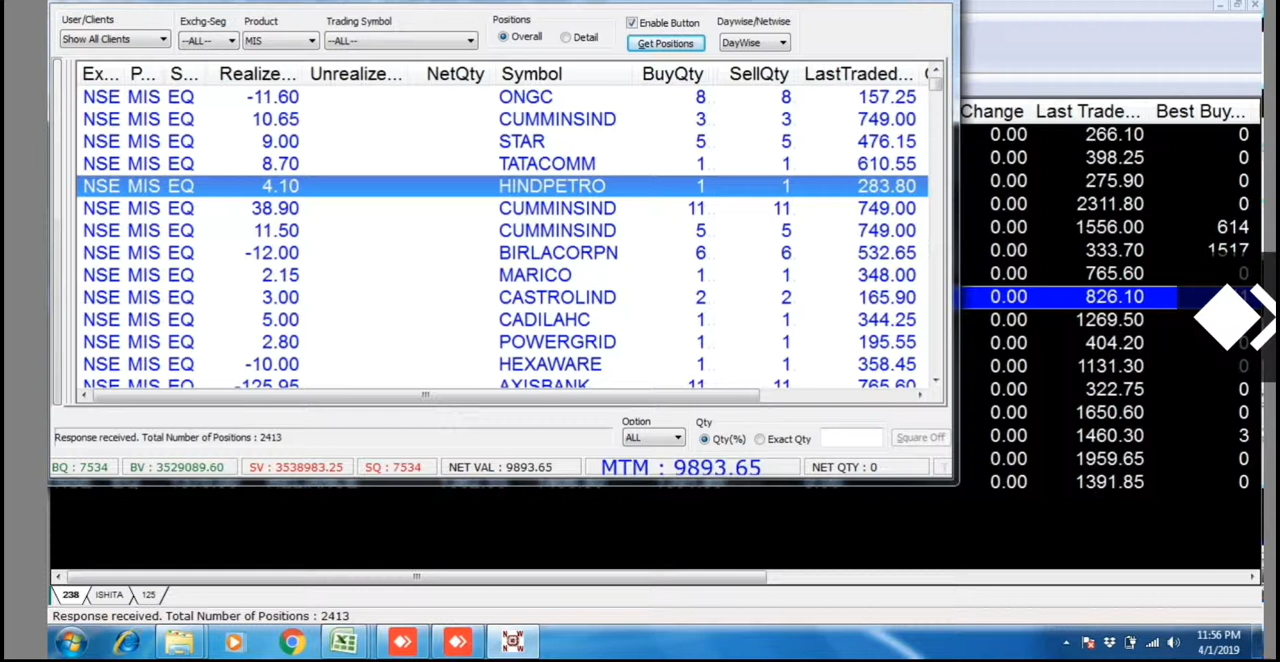 User/Clients Exchg-Seg Product Trading Symbol Positions Enable Button Daywise/Netwise
Show All Clients --ALL-- MIS --ALL-- Overall Detail Get Positions DayWise
Ex... P... S... Realize... Unrealize... NetQty Symbol BuyQty SellQty LastTraded...
NSE MIS EQ -11.60 ONGC 8 8 157.25
NSE MIS EQ 10.65 CUMMINSIND 3 3 749.00
NSE MIS EQ 9.00 STAR 5 5 476.15
NSE MIS EQ 8.70 TATACOMM 1 1 610.55
NSE MIS EQ 4.10 HINDPETRO 1 1 283.80
NSE MIS EQ 38.90 CUMMINSIND 11 11 749.00
NSE MIS EQ 11.50 CUMMINSIND 5 5 749.00
NSE MIS EQ -12.00 BIRLACORPN 6 6 532.65
NSE MIS EQ 2.15 MARICO 1 1 348.00
NSE MIS EQ 3.00 CASTROLIND 2 2 165.90
NSE MIS EQ 5.00 CADILAHC 1 1 344.25
NSE MIS EQ 2.80 POWERGRID 1 1 195.55
NSE MIS EQ -10.00 HEXAWARE 1 1 358.45
NSE MIS EQ -125.95 AXISBANK 11 11 765.60
Change Last Trade... Best Buy...
0.00 266.10 0
0.00 398.25 0
0.00 275.90 0
0.00 2311.80 0
0.00 1556.00 614
0.00 333.70 1517
0.00 765.60 0
0.00 826.10
0.00 1269.50
0.00 404.20
0.00 1131.30 0
0.00 322.75 0
0.00 1650.60 0
0.00 1460.30 3
0.00 1959.65 0
0.00 1391.85 0
Option Qty
Response received. Total Number of Positions : 2413 ALL Qty(%) Exact Qty Square Off
BQ : 7534 BV : 3529089.60 SV : 3538983.25 SQ : 7534 NET VAL : 9893.65 MTM : 9893.65 NET QTY : 0
238 ISHITA 125
Response received. Total Number of Positions : 2413
11:56 PM
4/1/2019